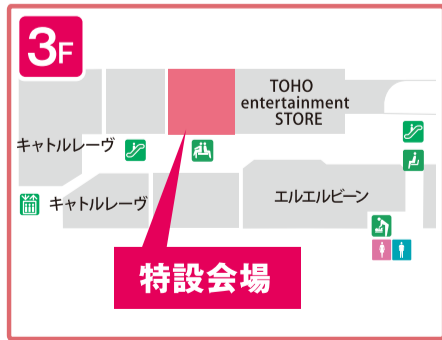 3F
TOHO
entertainment
STORE
キャトルレーヴ
キャトルレーヴ
エルエルビーン
特設会場